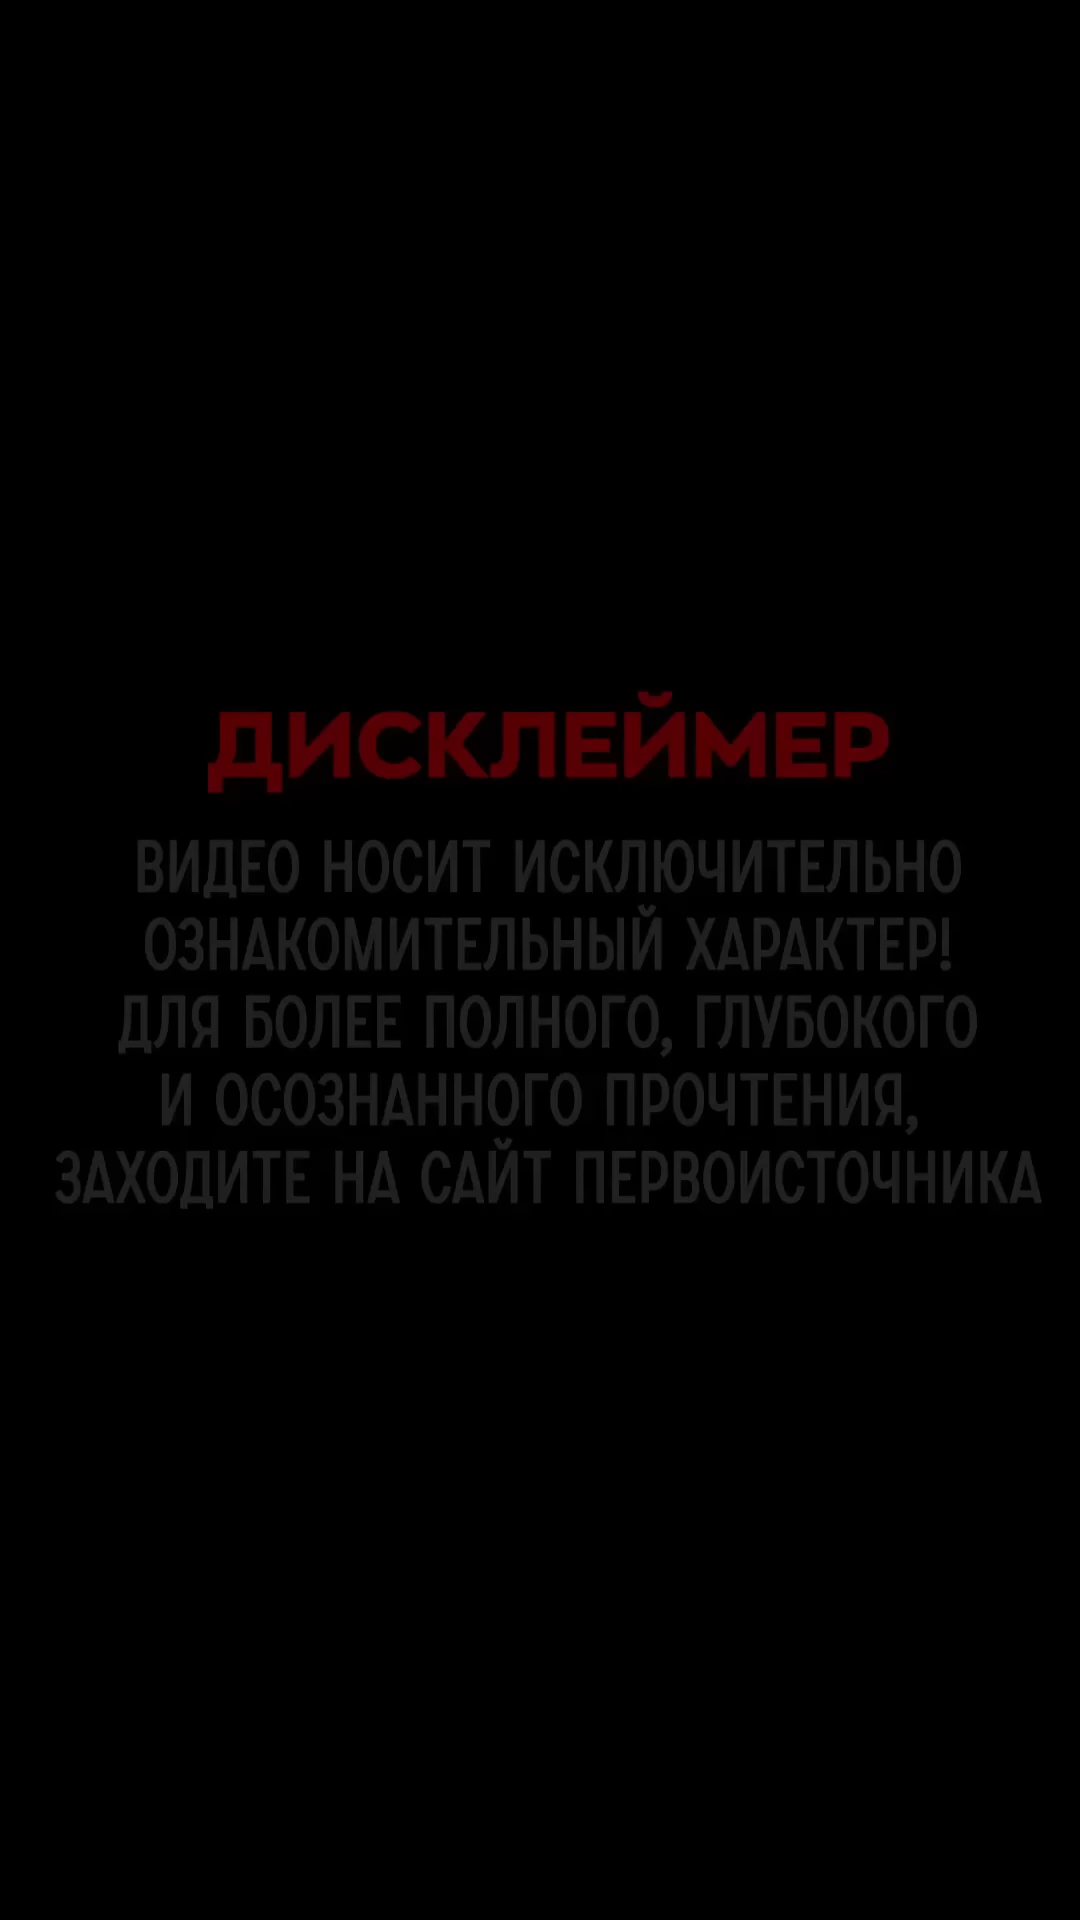 ДИСКЛЕЙМЕР
ВИДЕО НОСИТ ИСКЛЮЧИТЕЛЬНО
ОЗНАКОМИТЕЛЬНЫЙ ХАРАКТЕР!
ДЛЯ БОЛЕЕ ПОЛНОГО, ГЛУБОКОГО
И ОСОЗНАННОГО ПРОЧТЕНИЯ,
ЗАХОДИТЕ НА САЙТ ПЕРВОИСТОЧНИКА